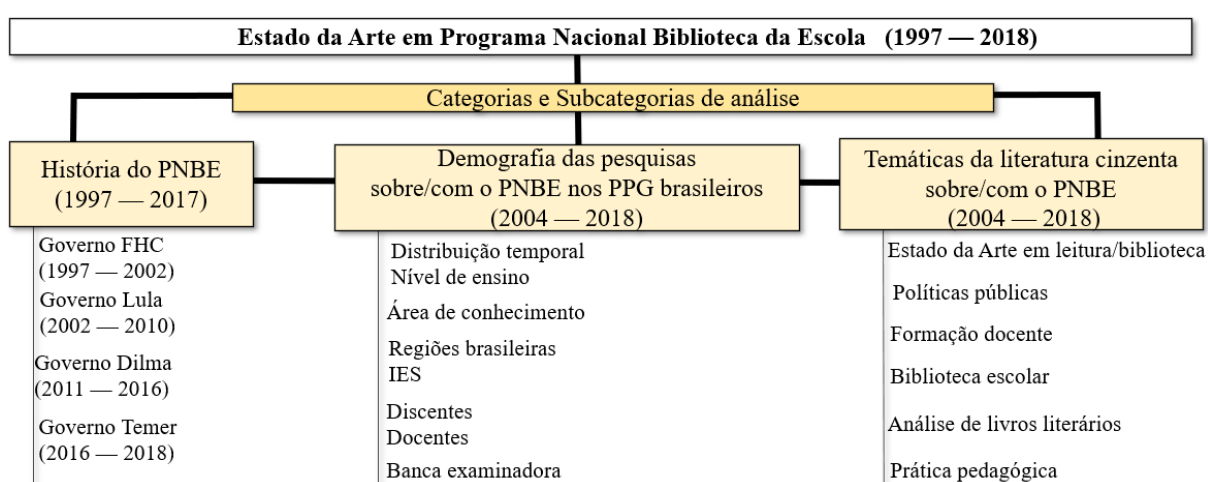 Estado da Arte em Programa Nacional Biblioteca da Escola (1997 — 2018)
Categorias e Subcategorias de análise
História do PNBE
(1997 — 2017)
Governo FHC
(1997 — 2002)
Governo Lula
(2002 — 2010)
Governo Dilma
(2011 — 2016)
Governo Temer
(2016 — 2018)
Demografia das pesquisas
sobre/com o PNBE nos PPG brasileiros
(2004 — 2018)
Distribuição temporal
Nível de ensino
Área de conhecimento
Regiões brasileiras
IES
Discentes
Docentes
Banca examinadora
Temáticas da literatura cinzenta
sobre/com o PNBE
(2004 — 2018)
Estado da Arte em leitura/biblioteca
Políticas públicas
Formação docente
Biblioteca escolar
Análise de livros literários
Prática pedagógica